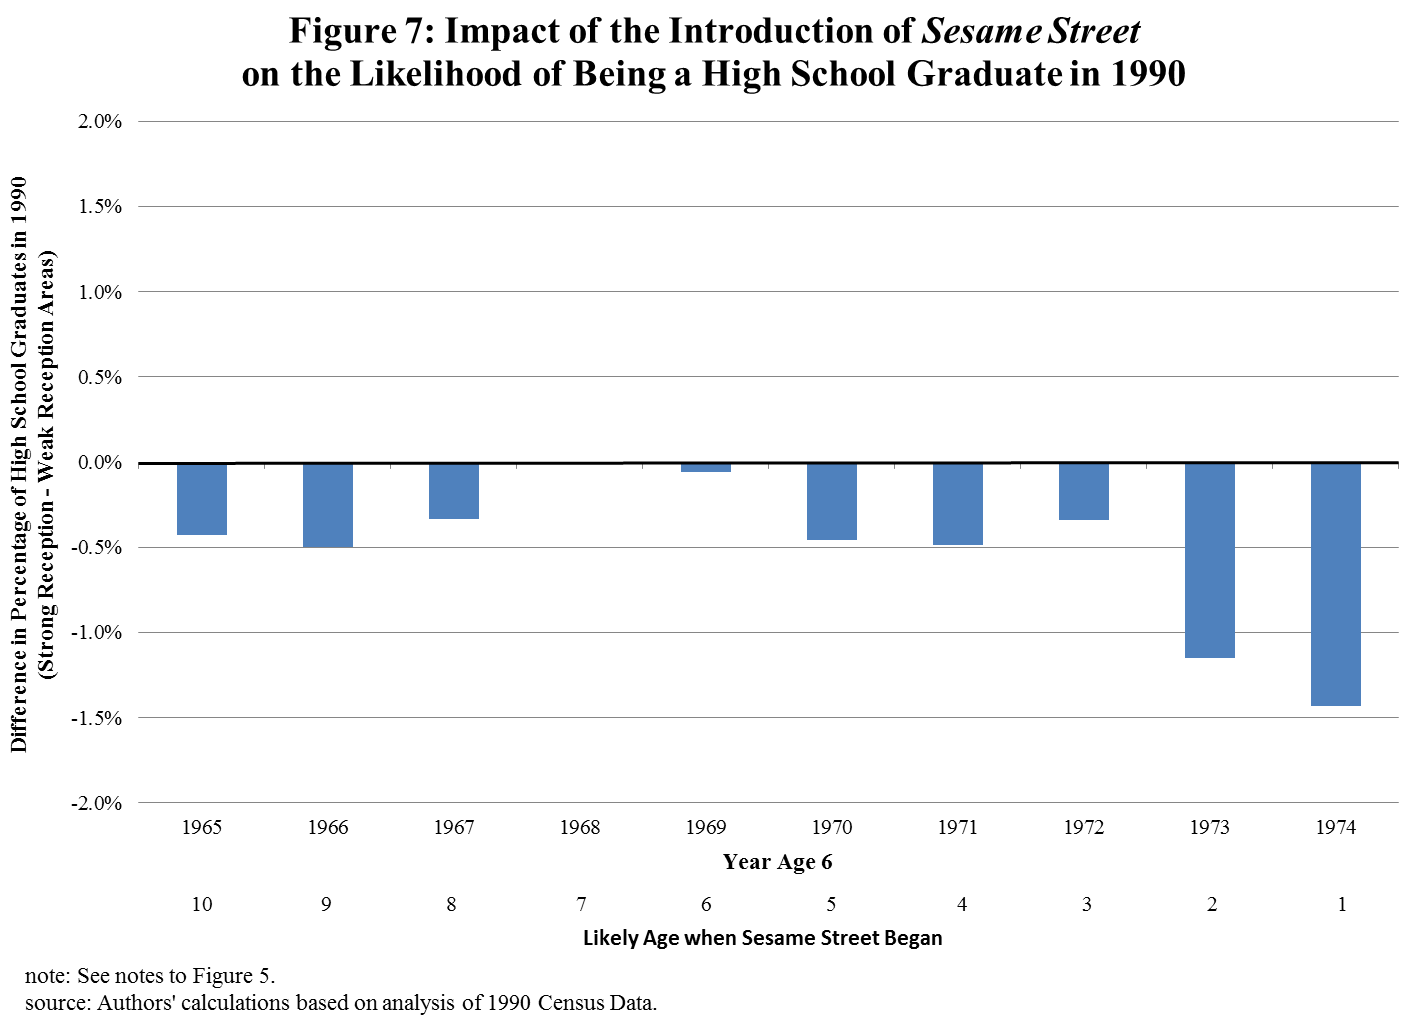 Figure 7: Impact of the Introduction of Sesame Street
on the Likelihood of Being a High School Graduate in 1990
Difference in Percentage of High School Graduates in 1990
(Strong Reception - Weak Reception Areas)
2.0%
1.5%
1.0%
0.5%
0.0%
-0.5%
-1.0%
-1.5%
-2.0%
1965 1966 1967 1968 1969 1970 1971 1972 1973 1974
Year Age 6
10 9 8 7 6 5 4 3 2 1
Likely Age when Sesame Street Began
note: See notes to Figure 5.
source: Authors' calculations based on analysis of 1990 Census Data.